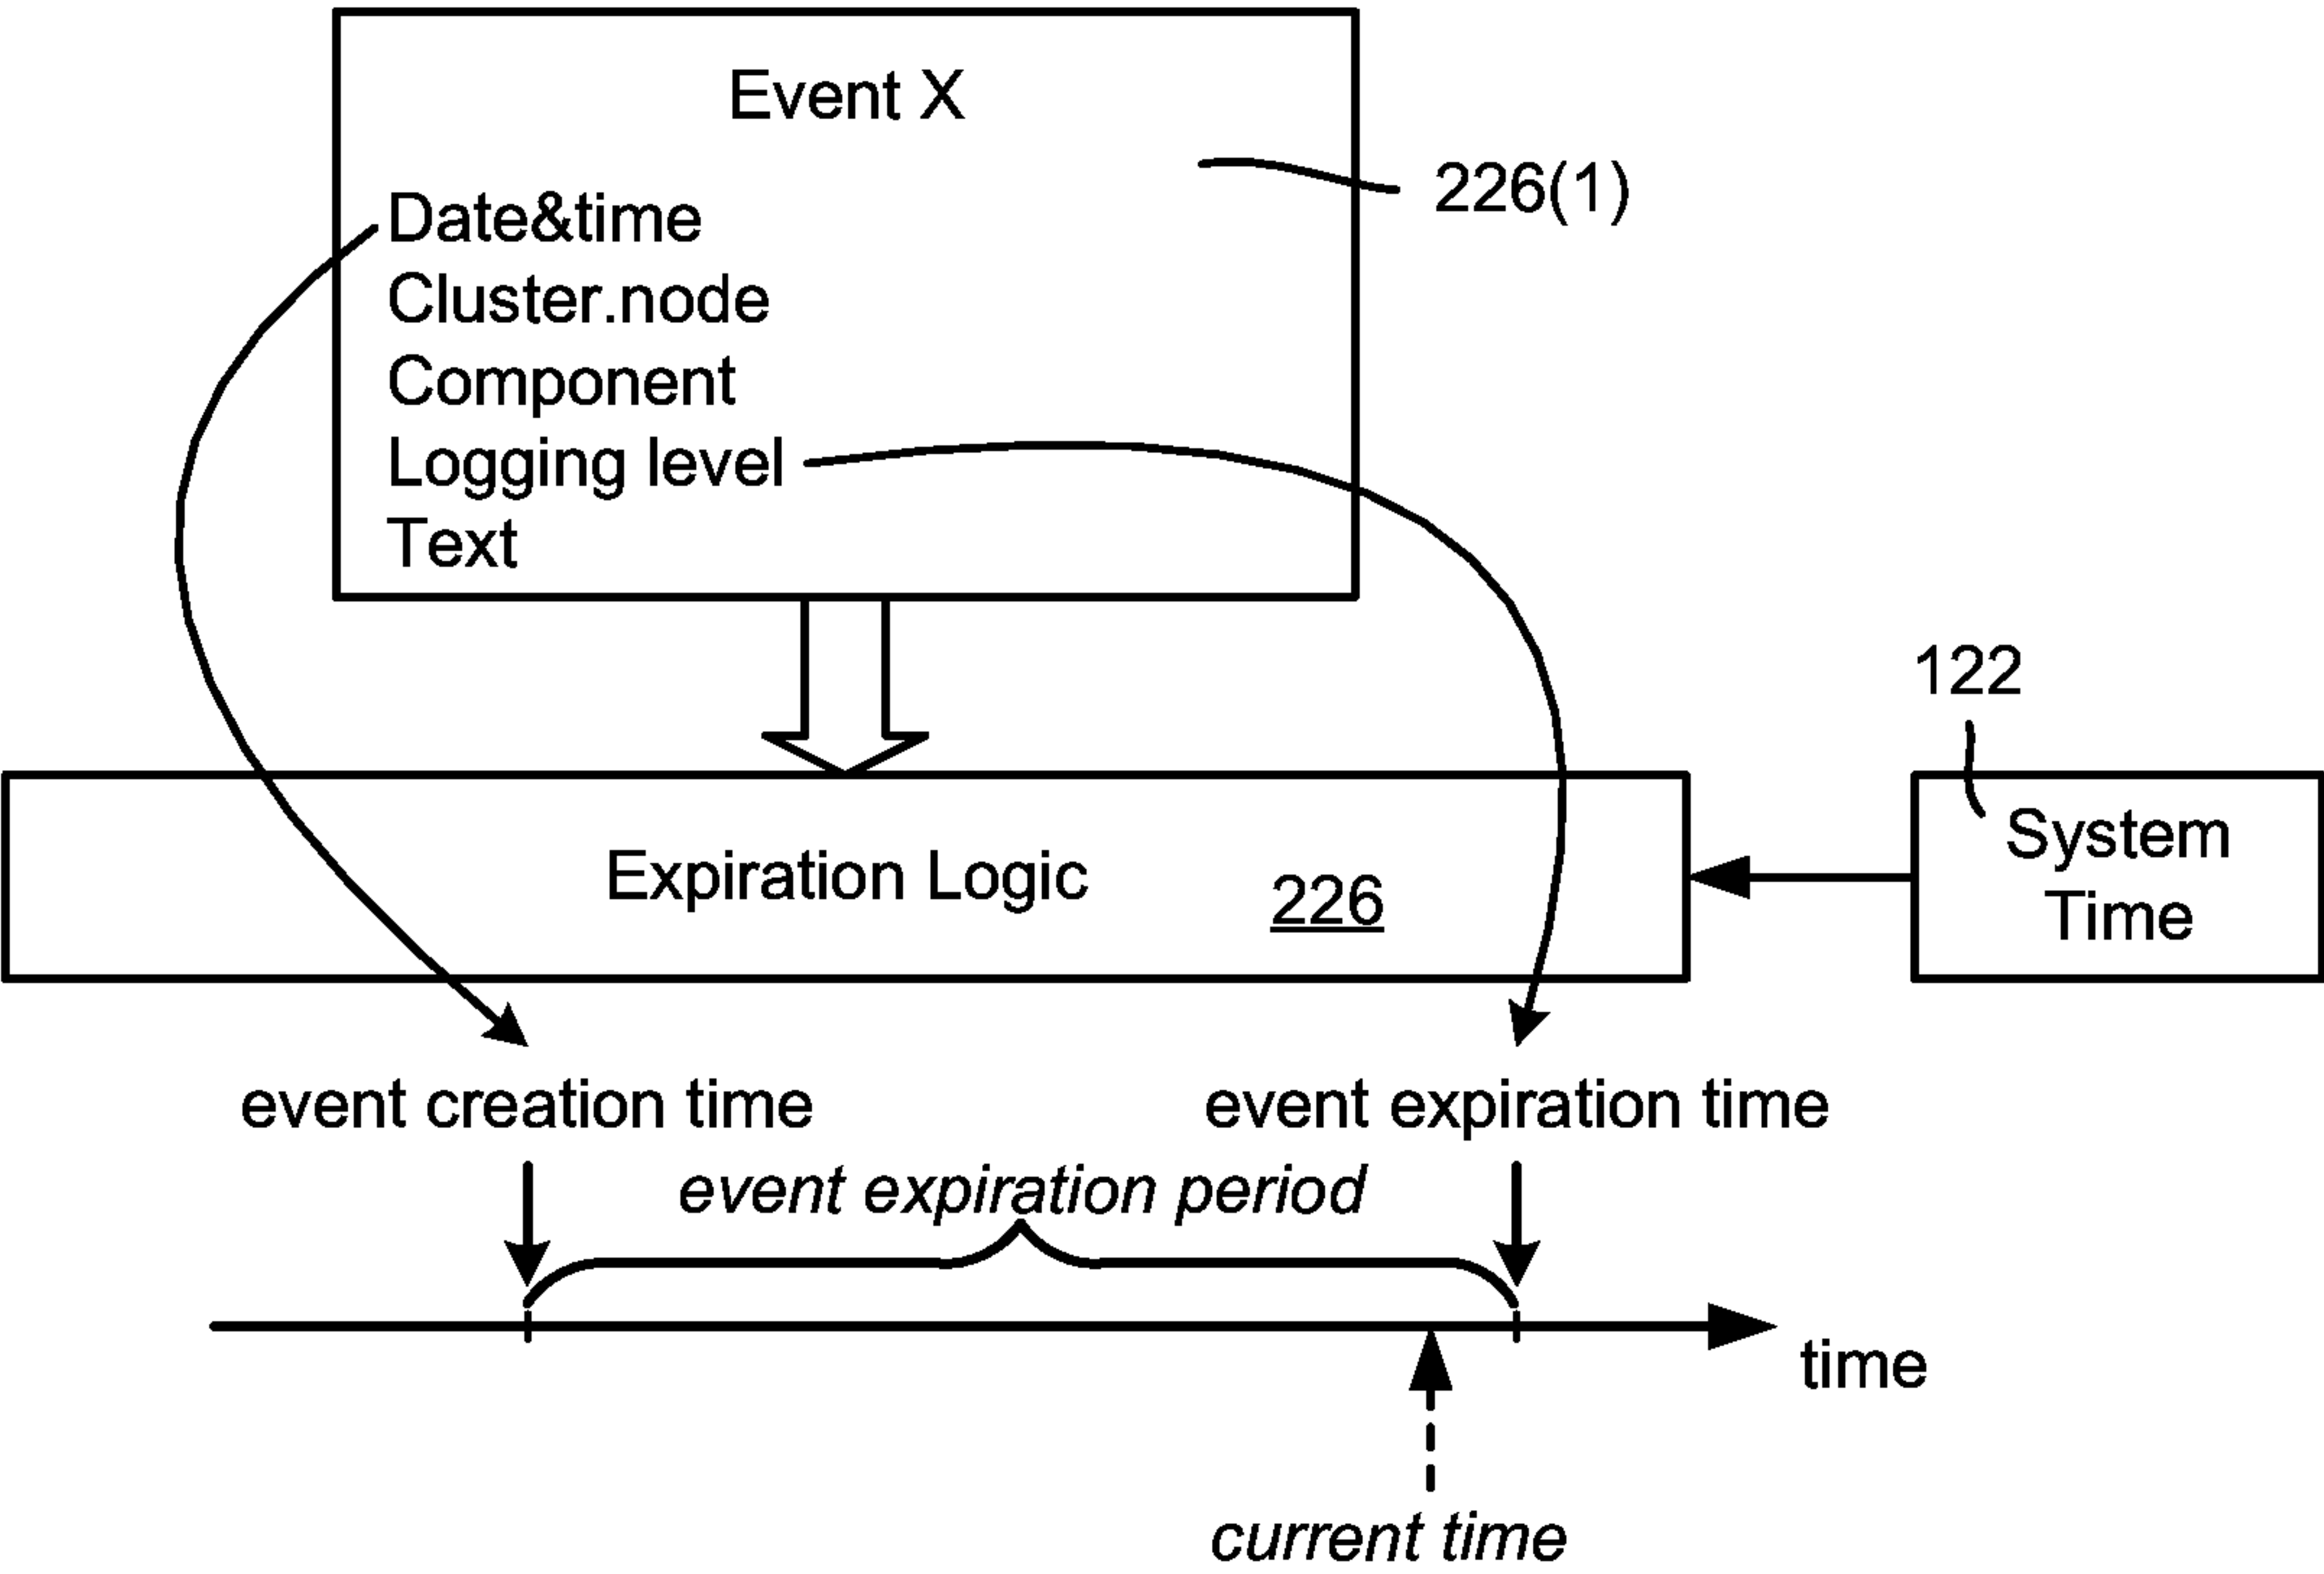 Event X
226(1)
Date&time
Cluster.node
Component
Logging level
Text
122
System
Time
Expiration Logic
226
event creation time
event expiration time
event expiration period
time
current time